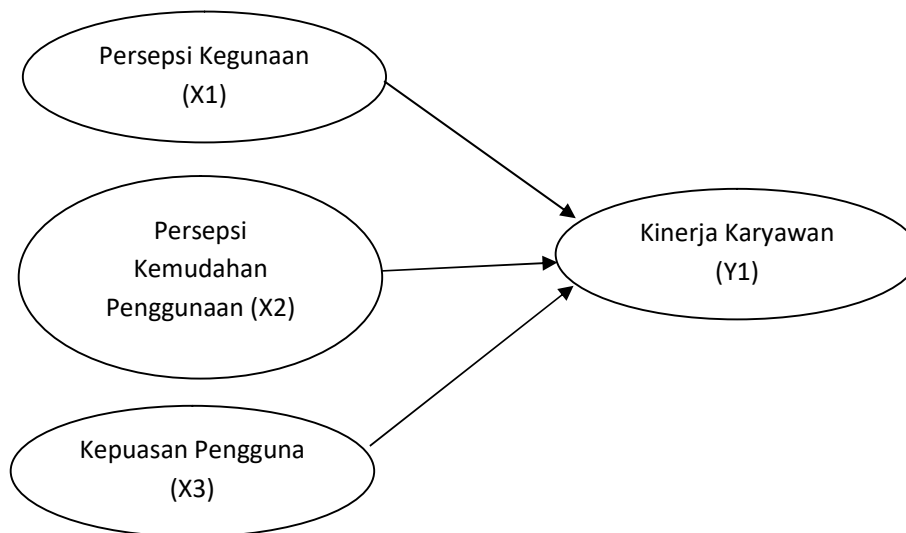 Persepsi Kegunaan
(X1)
Persepsi
Kemudahan
Penggunaan (X2)
Kepuasan Pengguna
(X3)
Kinerja Karyawan
(Y1)